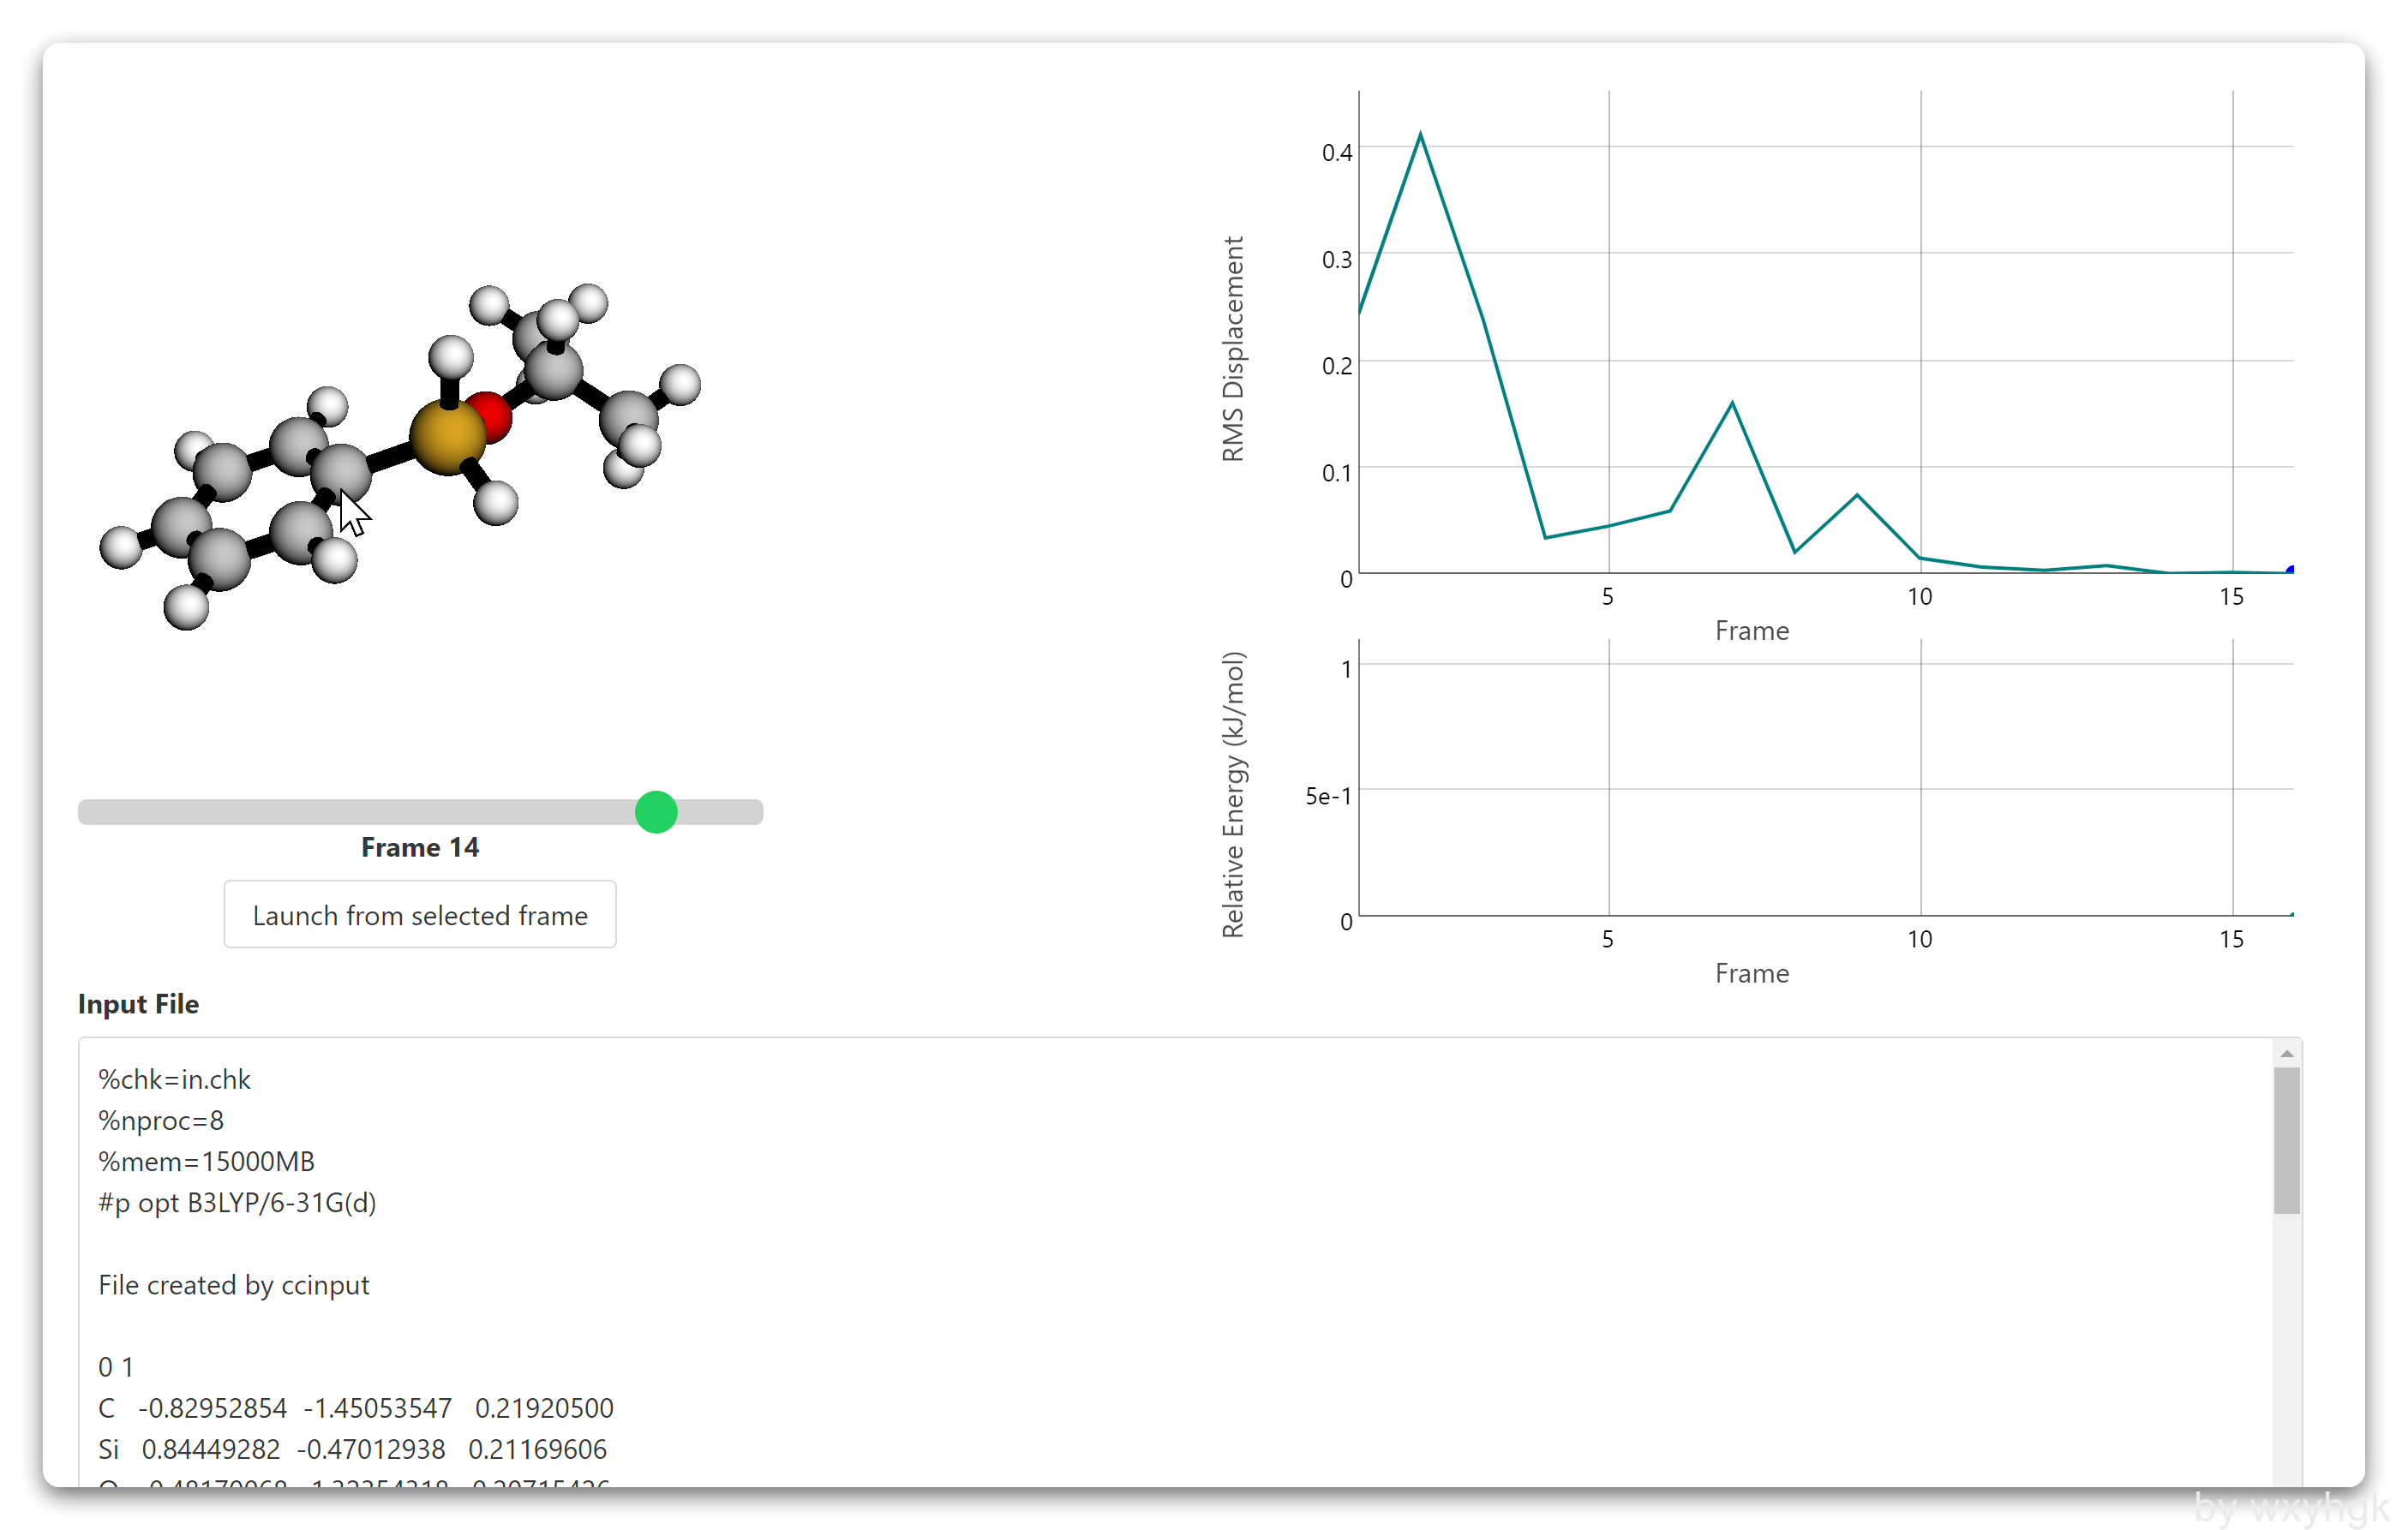 0.4
0.3
0.2
0.1
0
RMS Displacement
5 10 15
Frame
1
5e-1
0
Relative Energy (kJ/mol)
5 10 15
Frame
Frame 14
Launch from selected frame
Input File
%chk=in.chk
%nproc=8
%mem=15000MB
#p opt B3LYP/6-31G(d)
File created by ccinput
0 1
C -0.82952854 -1.45053547 0.21920500
Si 0.84449282 -0.47012938 0.21169606
by wxyhgk